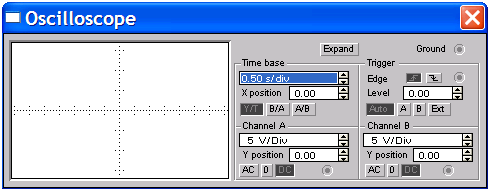 Oscilloscope
Expand Ground
Time base
0.50 s/div
X position 0.00
Y/T B/A A/B
Trigger
Edge
Level 0.00
Auto A B Ext
Channel A
5 V/Div
Y position 0.00
AC 0 DC
Channel B
5 V/Div
Y position 0.00
AC 0 DC